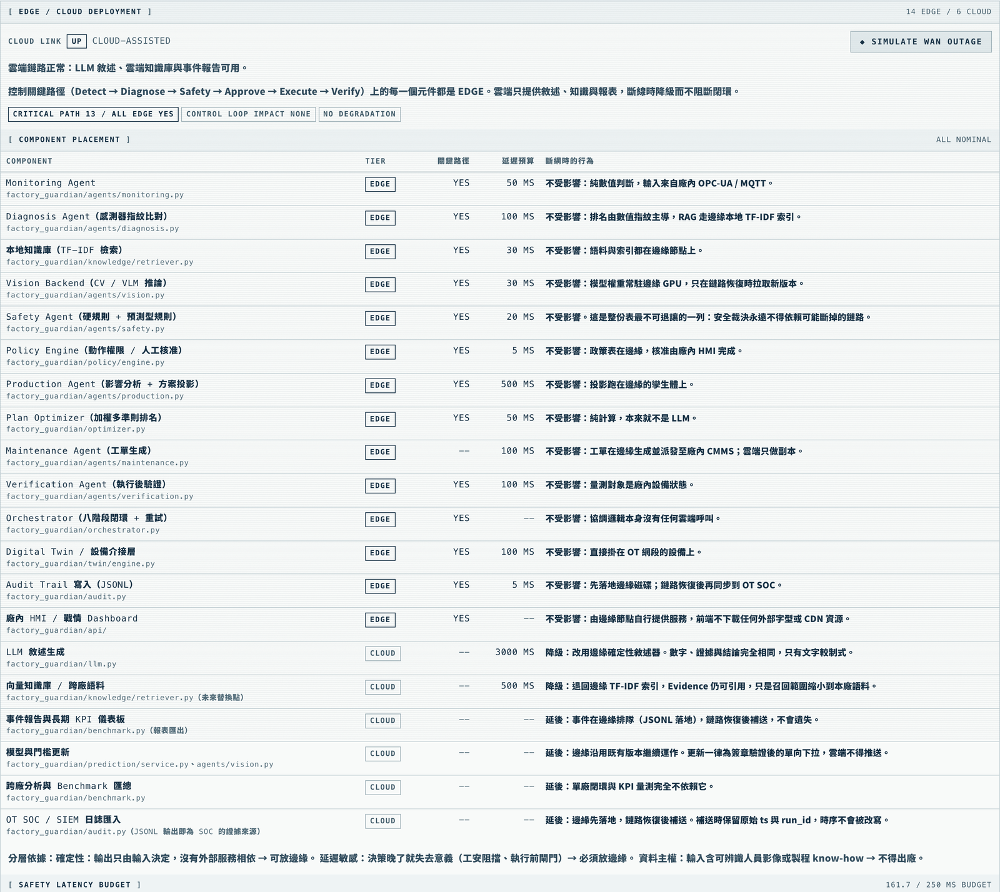 [ EDGE / CLOUD DEPLOYMENT ] 14 EDGE / 6 CLOUD
CLOUD LINK UP CLOUD-ASSISTED ◆ SIMULATE WAN OUTAGE
雲端鏈路正常：LLM 敘述、雲端知識庫與事件報告可用。
控制關鍵路徑（Detect → Diagnose → Safety → Approve → Execute → Verify）上的每一個元件都是 EDGE。雲端只提供敘述、知識與報表，斷線時降級而不阻斷閉環。
CRITICAL PATH 13 / ALL EDGE YES CONTROL LOOP IMPACT NONE NO DEGRADATION
[ COMPONENT PLACEMENT ] ALL NOMINAL
COMPONENT TIER 關鍵路徑 延遲預算 斷網時的行為
Monitoring Agent EDGE YES 50 MS 不受影響：純數值判斷，輸入來自廠內 OPC-UA / MQTT。
factory_guardian/agents/monitoring.py
Diagnosis Agent（感測器指紋比對） EDGE YES 100 MS 不受影響：排名由數值指紋主導，RAG 走邊緣本地 TF-IDF 索引。
factory_guardian/agents/diagnosis.py
本地知識庫（TF-IDF 檢索） EDGE YES 30 MS 不受影響：語料與索引都在邊緣節點上。
factory_guardian/knowledge/retriever.py
Vision Backend（CV / VLM 推論） EDGE YES 30 MS 不受影響：模型權重常駐邊緣 GPU，只在鏈路恢復時拉取新版本。
factory_guardian/agents/vision.py
Safety Agent（硬規則 + 預測型規則） EDGE YES 20 MS 不受影響。這是整份表最不可退讓的一列：安全裁決永遠不得依賴可能斷掉的鏈路。
factory_guardian/agents/safety.py
Policy Engine（動作權限 / 人工核准） EDGE YES 5 MS 不受影響：政策表在邊緣，核准由廠內 HMI 完成。
factory_guardian/policy/engine.py
Production Agent（影響分析 + 方案投影） EDGE YES 500 MS 不受影響：投影跑在邊緣的孿生體上。
factory_guardian/agents/production.py
Plan Optimizer（加權多準則排名） EDGE YES 50 MS 不受影響：純計算，本來就不是 LLM。
factory_guardian/optimizer.py
Maintenance Agent（工單生成） EDGE -- 100 MS 不受影響：工單在邊緣生成並派發至廠內 CMMS；雲端只做副本。
factory_guardian/agents/maintenance.py
Verification Agent（執行後驗證） EDGE YES 100 MS 不受影響：量測對象是廠內設備狀態。
factory_guardian/agents/verification.py
Orchestrator（八階段閉環 + 重試） EDGE YES -- 不受影響：協調邏輯本身沒有任何雲端呼叫。
factory_guardian/orchestrator.py
Digital Twin / 設備介接層 EDGE YES 100 MS 不受影響：直接掛在 OT 網段的設備上。
factory_guardian/twin/engine.py
Audit Trail 寫入（JSONL） EDGE YES 5 MS 不受影響：先落地邊緣磁碟；鏈路恢復後再同步到 OT SOC。
factory_guardian/audit.py
廠內 HMI / 戰情 Dashboard EDGE YES -- 不受影響：由邊緣節點自行提供服務，前端不下載任何外部字型或 CDN 資源。
factory_guardian/api/
LLM 敘述生成 CLOUD -- 3000 MS 降級：改用邊緣確定性敘述器。數字、證據與結論完全相同，只有文字較制式。
factory_guardian/llm.py
向量知識庫 / 跨廠語料 CLOUD -- 500 MS 降級：退回邊緣 TF-IDF 索引，Evidence 仍可引用，只是召回範圍縮小到本廠語料。
factory_guardian/knowledge/retriever.py（未來替換點）
事件報告與長期 KPI 儀表板 CLOUD -- -- 延後：事件在邊緣排隊（JSONL 落地），鏈路恢復後補送，不會遺失。
factory_guardian/benchmark.py（報表匯出）
模型與門檻更新 CLOUD -- -- 延後：邊緣沿用既有版本繼續運作。更新一律為簽章驗證後的單向下拉，雲端不得推送。
factory_guardian/prediction/service.py、agents/vision.py
跨廠分析與 Benchmark 匯總 CLOUD -- -- 延後：單廠閉環與 KPI 量測完全不依賴它。
factory_guardian/benchmark.py
OT SOC / SIEM 日誌匯入 CLOUD -- -- 延後：邊緣先落地，鏈路恢復後補送。補送時保留原始 ts 與 run_id，時序不會被改寫。
factory_guardian/audit.py（JSONL 輸出即為 SOC 的證據來源）
分層依據：確定性：輸出只由輸入決定，沒有外部服務相依 → 可放邊緣。 延遲敏感：決策晚了就失去意義（工安阻擋、執行前閘門）→ 必須放邊緣。 資料主權：輸入含可辨識人員影像或製程 know-how → 不得出廠。
[ SAFETY LATENCY BUDGET ] 161.7 / 250 MS BUDGET